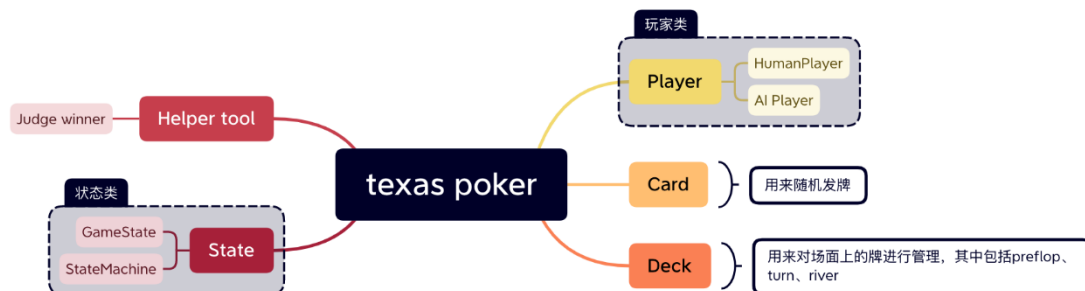 玩家类
Player
HumanPlayer
AI Player
Helper tool
Judge winner
texas poker
Card
用来随机发牌
状态类
GameState
StateMachine
State
Deck
用来对场面上的牌进行管理，其中包括preflop、
turn、river